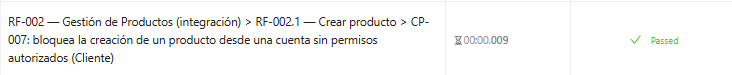 RF-002 — Gestión de Productos (integración) > RF-002.1 — Crear producto > CP-
007: bloquea la creación de un producto desde una cuenta sin permisos
autorizados (Cliente)
00:00.009
Passed